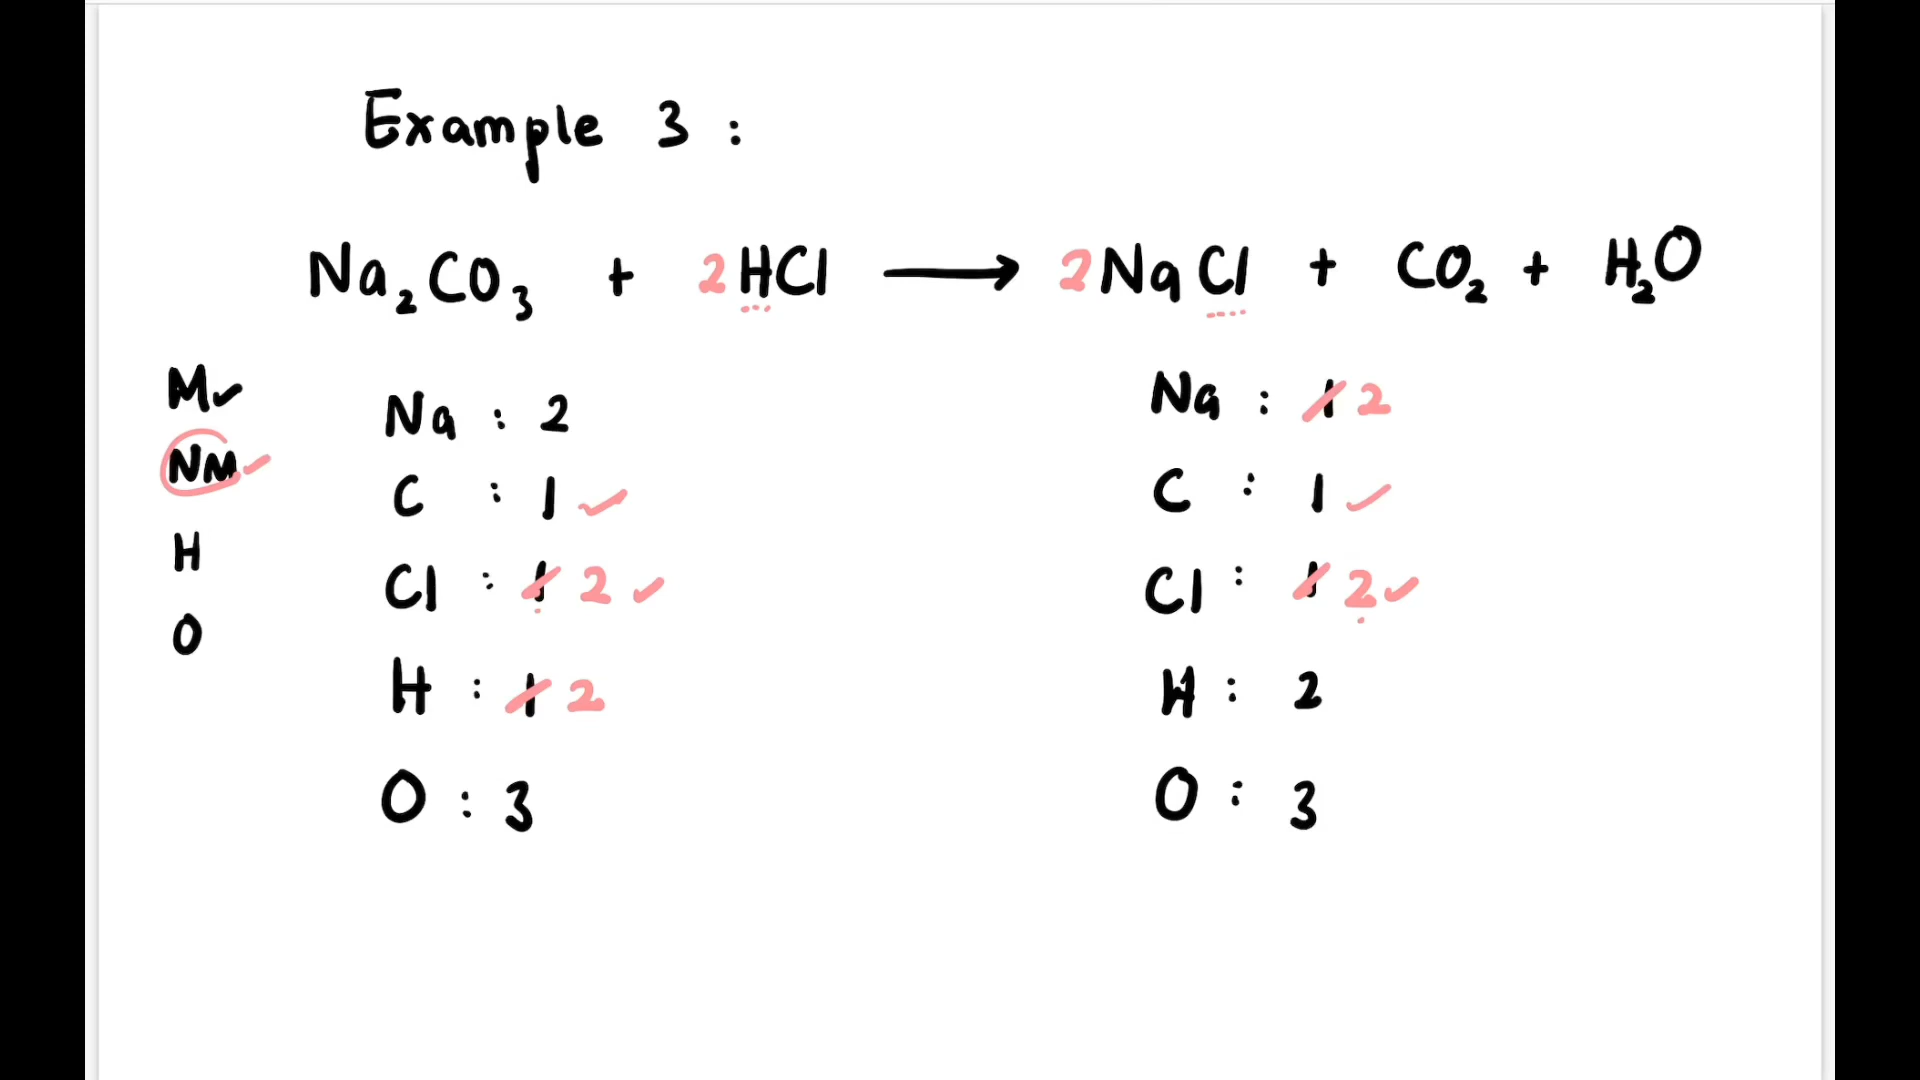 Example 3 :
Na₂CO₃ + 2HCl ⟶ 2NaCl + CO₂ + H₂O
M✓
NM✓
H
O
Na : 2
C : 1 ✓
Cl : 1 2 ✓
H : 1 2
O : 3
Na : 1 2
C : 1 ✓
Cl : 1 2 ✓
H : 2
O : 3